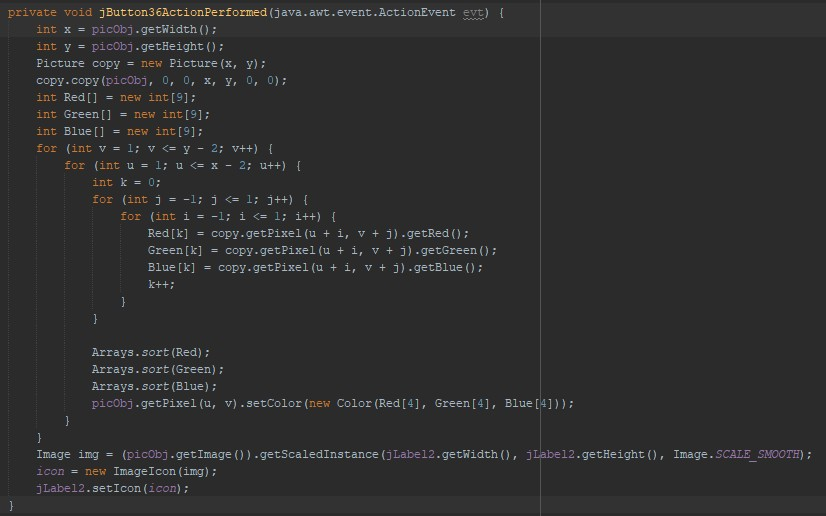 private void jButton36ActionPerformed(java.awt.event.ActionEvent evt) {
    int x = picObj.getWidth();
    int y = picObj.getHeight();
    Picture copy = new Picture(x, y);
    copy.copy(picObj, 0, 0, x, y, 0, 0);
    int Red[] = new int[9];
    int Green[] = new int[9];
    int Blue[] = new int[9];
    for (int v = 1; v <= y - 2; v++) {
        for (int u = 1; u <= x - 2; u++) {
            int k = 0;
            for (int j = -1; j <= 1; j++) {
                for (int i = -1; i <= 1; i++) {
                    Red[k] = copy.getPixel(u + i, v + j).getRed();
                    Green[k] = copy.getPixel(u + i, v + j).getGreen();
                    Blue[k] = copy.getPixel(u + i, v + j).getBlue();
                    k++;
                }
            }

            Arrays.sort(Red);
            Arrays.sort(Green);
            Arrays.sort(Blue);
            picObj.getPixel(u, v).setColor(new Color(Red[4], Green[4], Blue[4]));
        }
    }
    Image img = (picObj.getImage()).getScaledInstance(jLabel2.getWidth(), jLabel2.getHeight(), Image.SCALE_SMOOTH);
    icon = new ImageIcon(img);
    jLabel2.setIcon(icon);
}